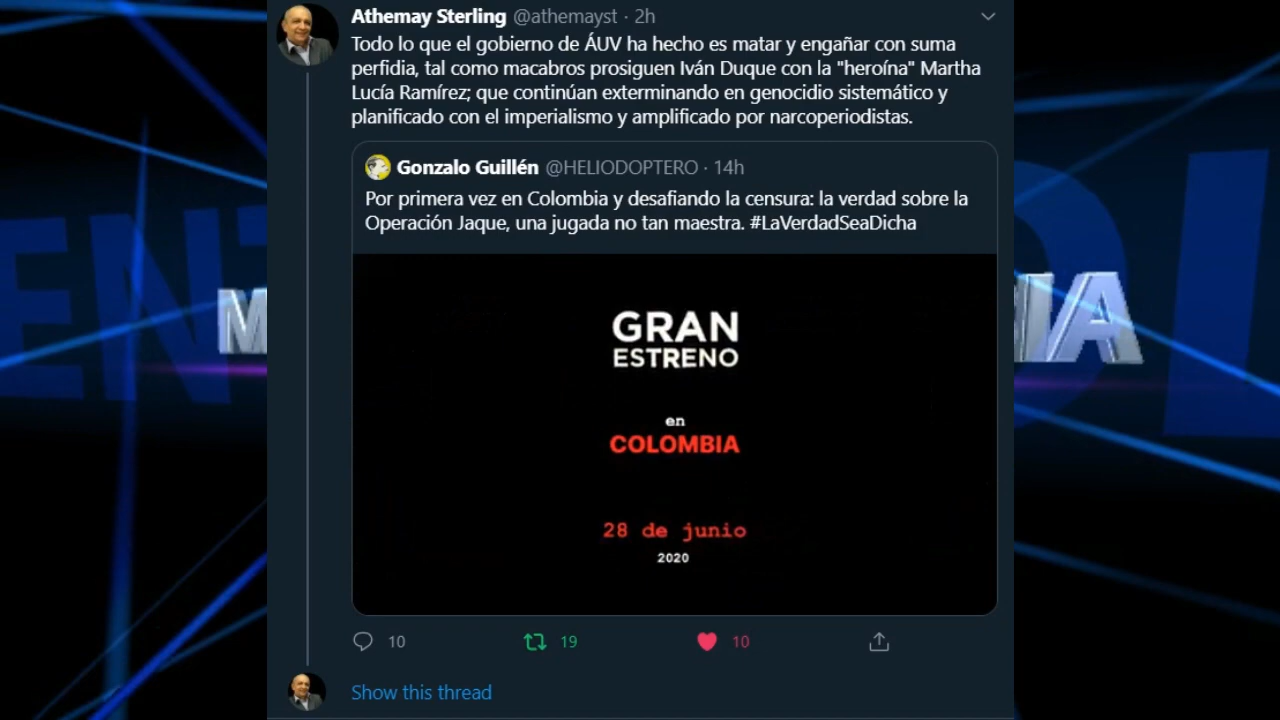 Athemay Sterling @athemayst · 2h
Todo lo que el gobierno de ÁUV ha hecho es matar y engañar con suma
perfidia, tal como macabros prosiguen Iván Duque con la "heroína" Martha
Lucía Ramírez; que continúan exterminando en genocidio sistemático y
planificado con el imperialismo y amplificado por narcoperiodistas.
Gonzalo Guillén @HELIODOPTERO · 14h
Por primera vez en Colombia y desafiando la censura: la verdad sobre la
Operación Jaque, una jugada no tan maestra. #LaVerdadSeaDicha
GRAN
ESTRENO
en
COLOMBIA
28 de junio
2020
10 19 10
Show this thread